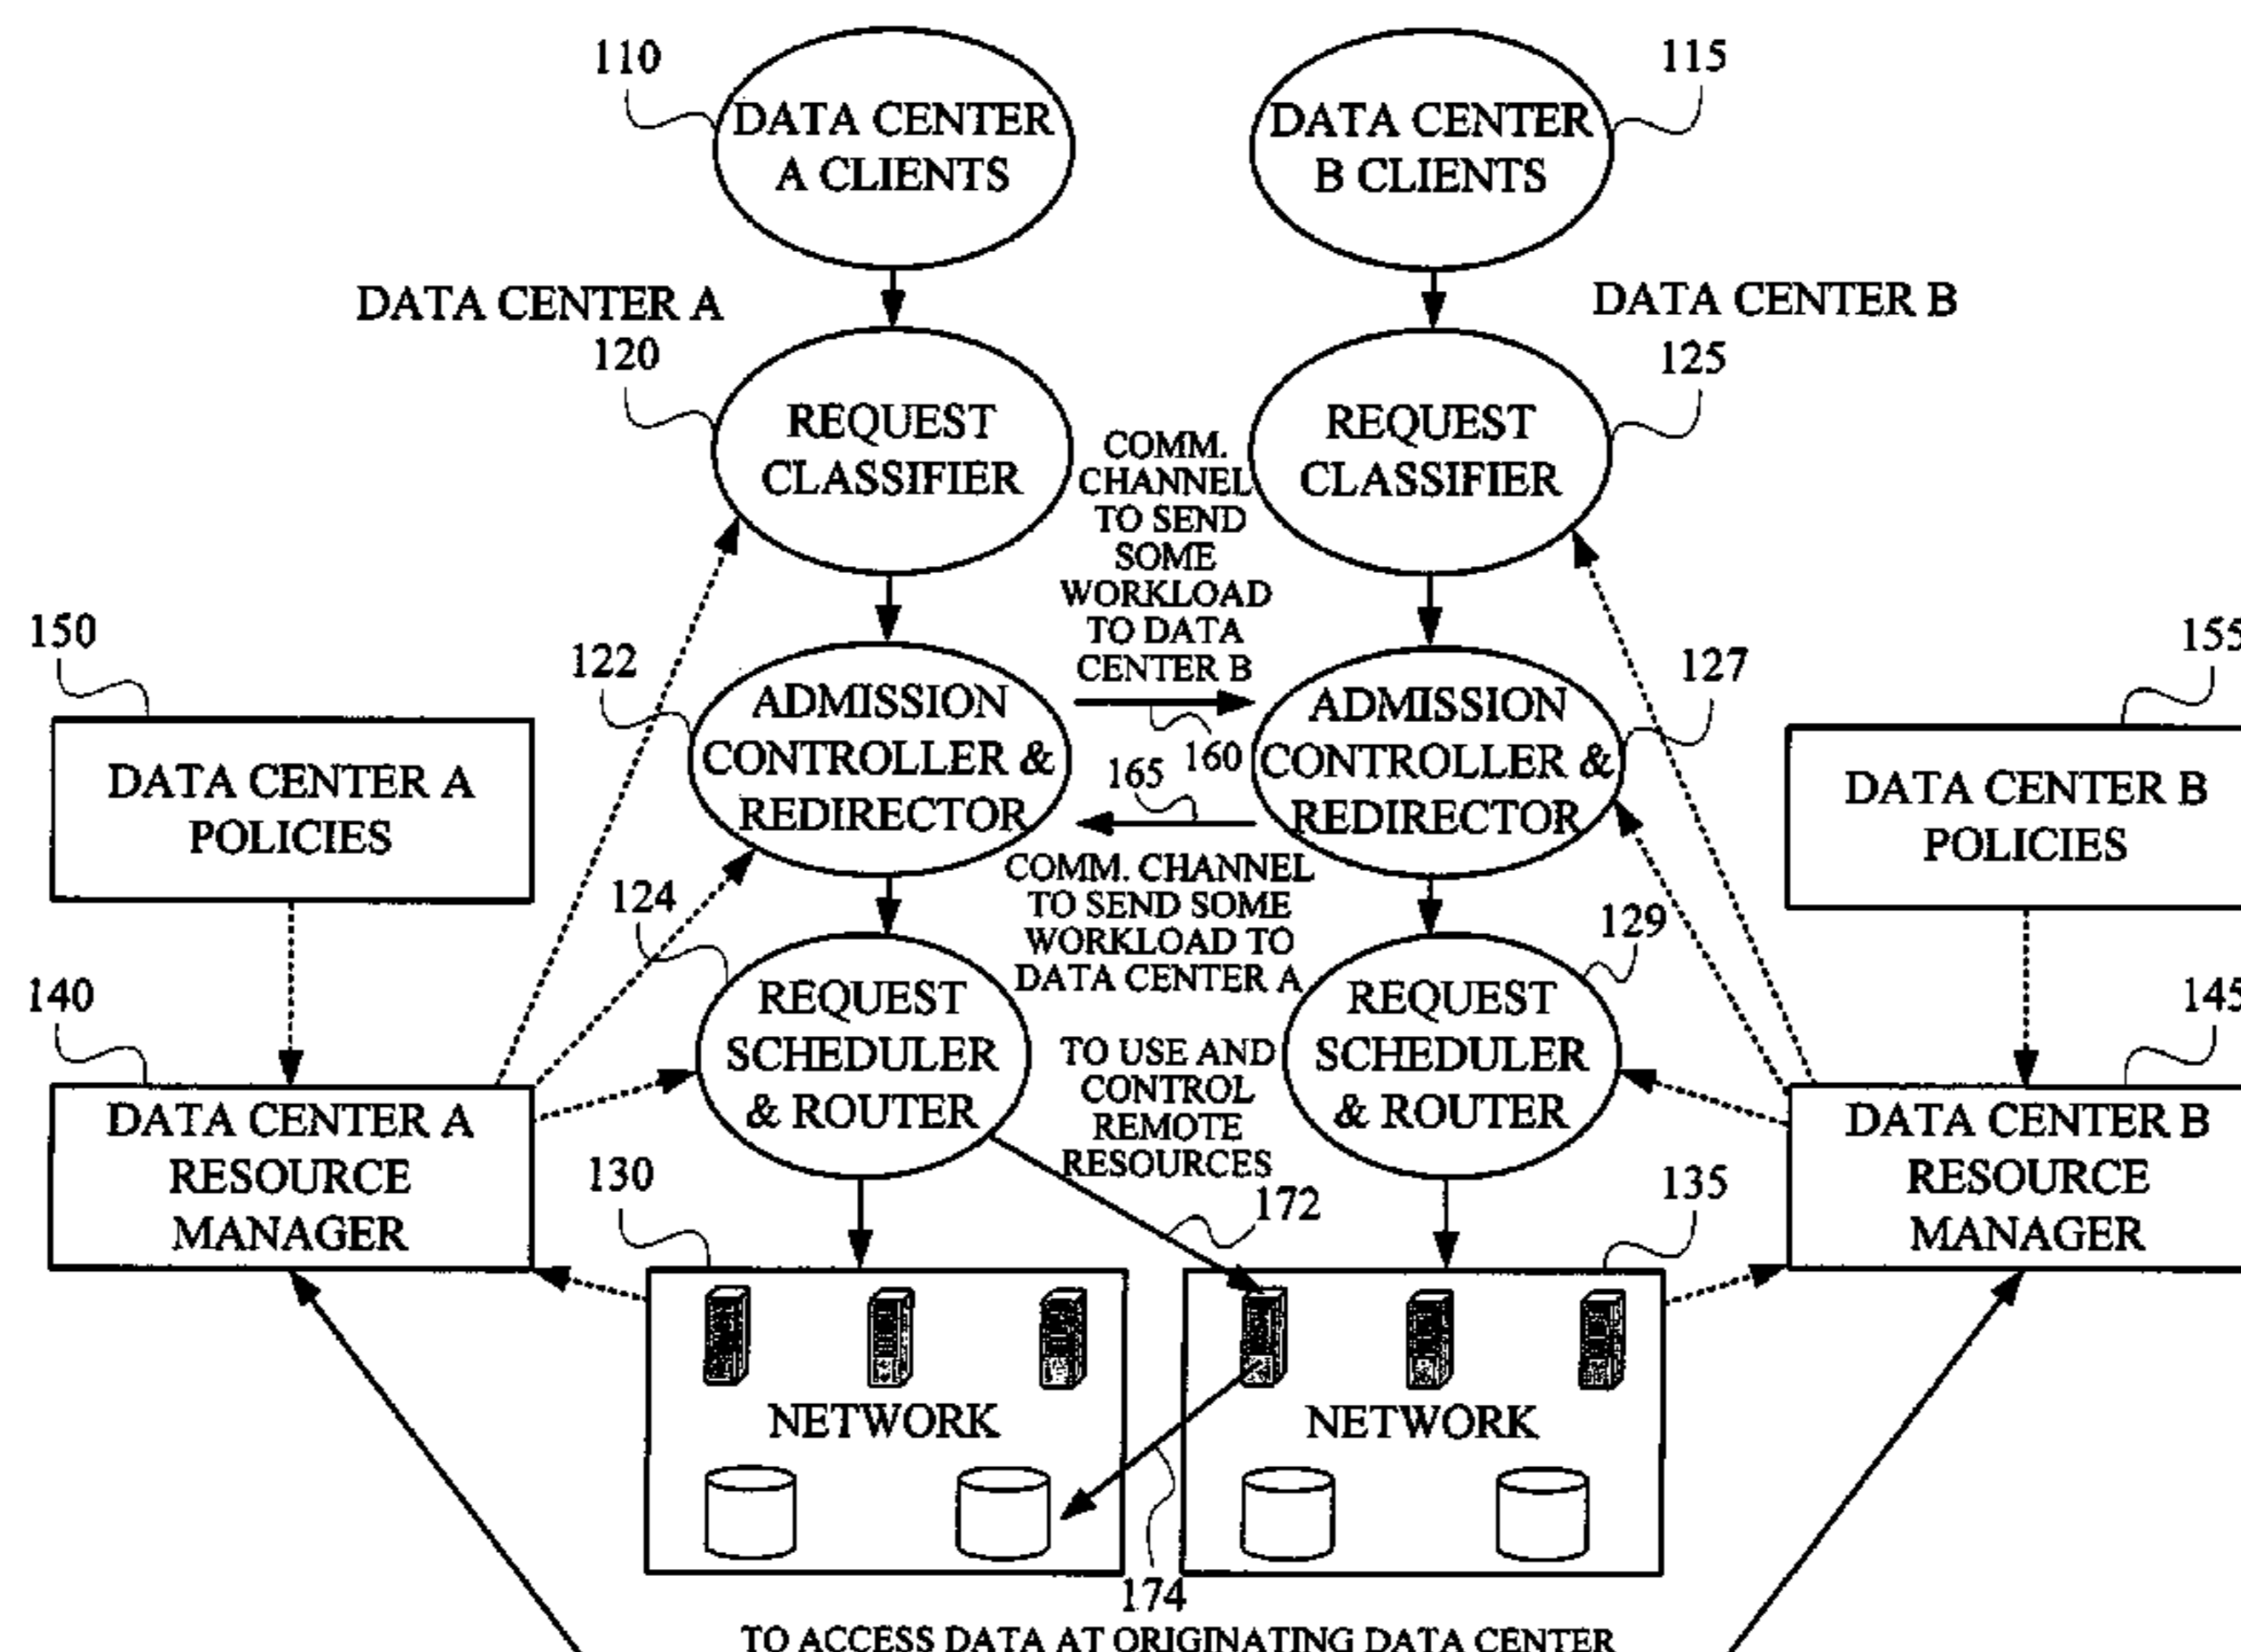 110
DATA CENTER
A CLIENTS
115
DATA CENTER
B CLIENTS
DATA CENTER A
DATA CENTER B
120
REQUEST
CLASSIFIER
125
REQUEST
CLASSIFIER
COMM.
CHANNEL
TO SEND
SOME
WORKLOAD
TO DATA
CENTER B
150
DATA CENTER A
POLICIES
122
ADMISSION
CONTROLLER &
REDIRECTOR
160
165
127
ADMISSION
CONTROLLER &
REDIRECTOR
155
DATA CENTER B
POLICIES
COMM. CHANNEL
TO SEND SOME
WORKLOAD TO
DATA CENTER A
124
REQUEST
SCHEDULER
& ROUTER
129
REQUEST
SCHEDULER
& ROUTER
140
DATA CENTER A
RESOURCE
MANAGER
TO USE AND
CONTROL
REMOTE
RESOURCES
172
145
DATA CENTER B
RESOURCE
MANAGER
130
NETWORK
135
NETWORK
174
TO ACCESS DATA AT ORIGINATING DATA CENTER